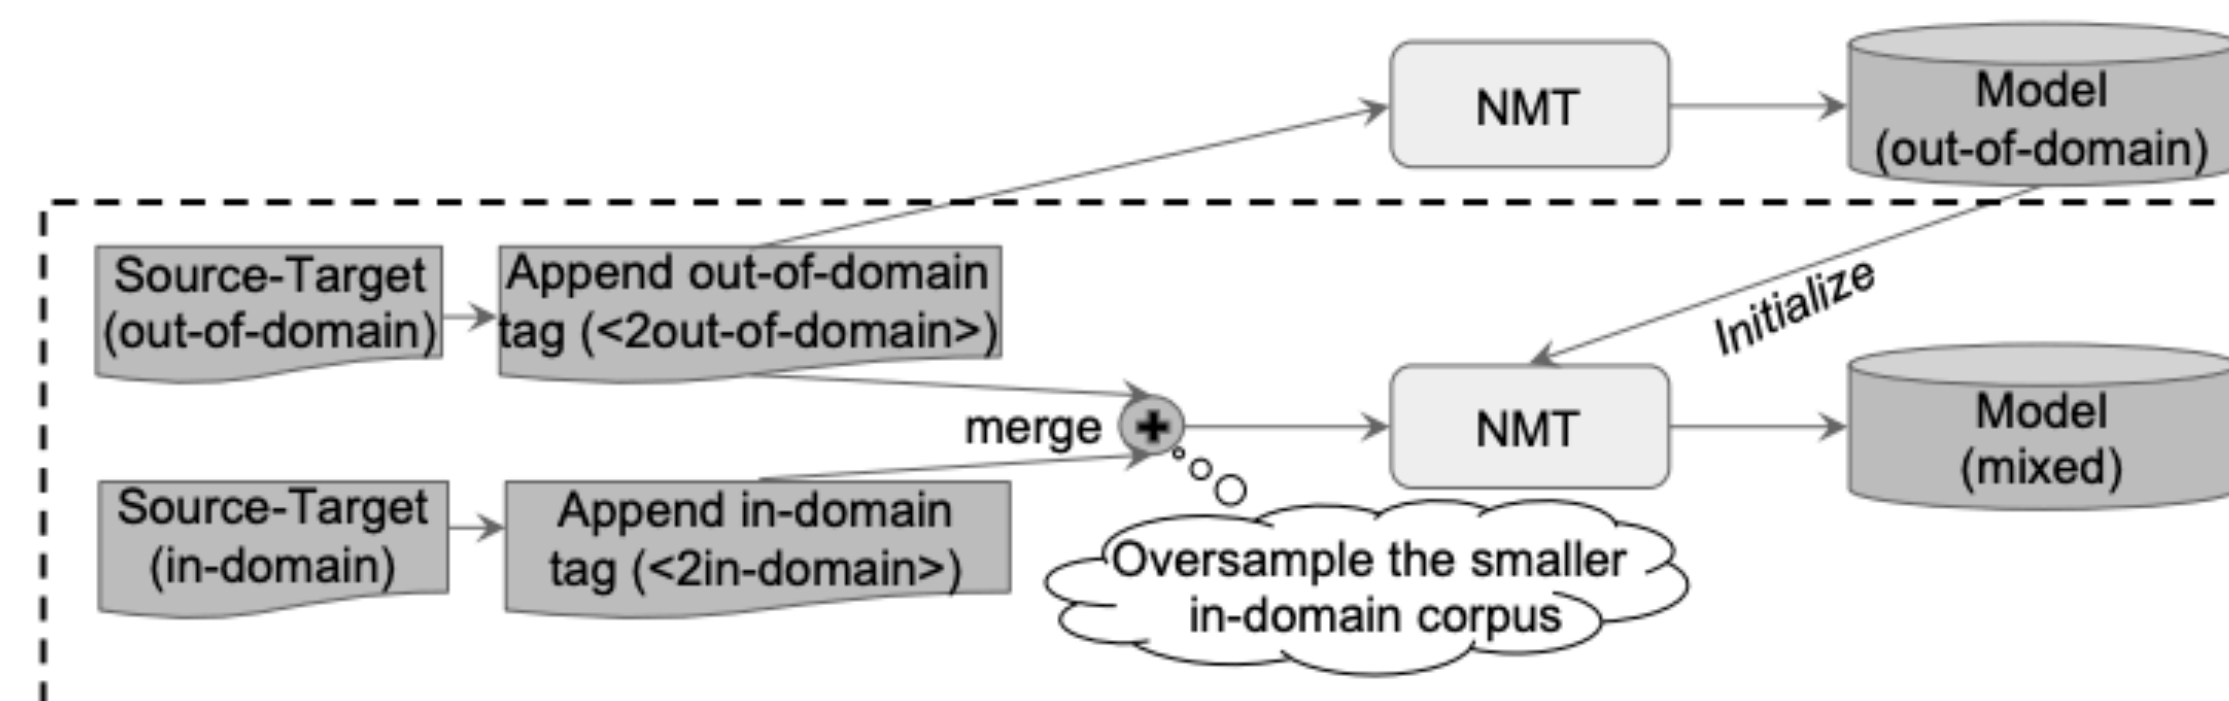 NMT
Model
(out-of-domain)
Source-Target
(out-of-domain)
Append out-of-domain
tag (<2out-of-domain>)
Initialize
merge
NMT
Model
(mixed)
Source-Target
(in-domain)
Append in-domain
tag (<2in-domain>)
Oversample the smaller
in-domain corpus